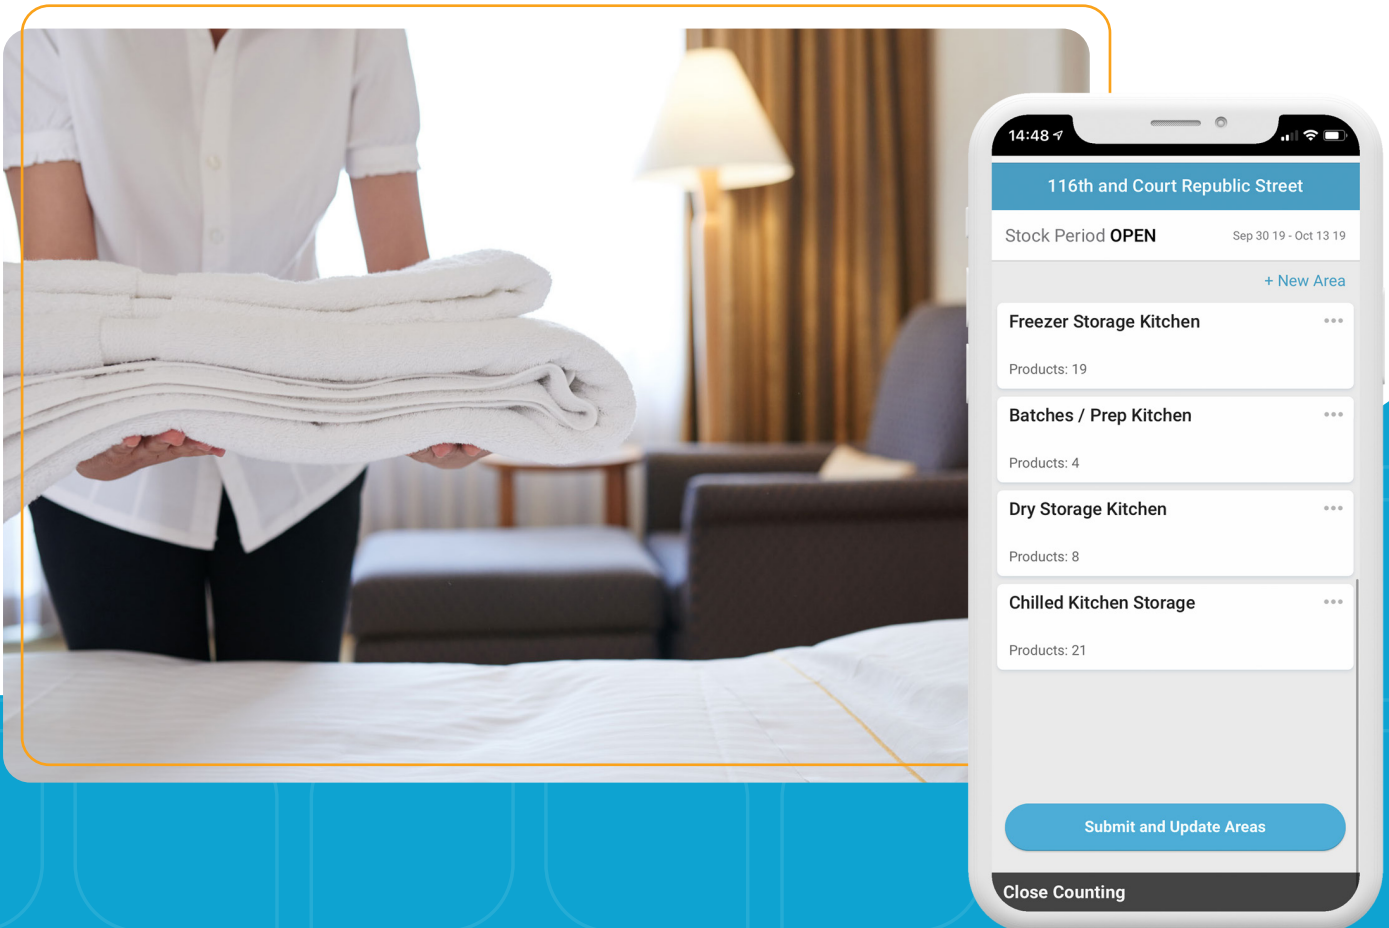 14:48
116th and Court Republic Street
Stock Period OPEN
Sep 30 19 - Oct 13 19
+ New Area
Freezer Storage Kitchen
Products: 19
Batches / Prep Kitchen
Products: 4
Dry Storage Kitchen
Products: 8
Chilled Kitchen Storage
Products: 21
Submit and Update Areas
Close Counting